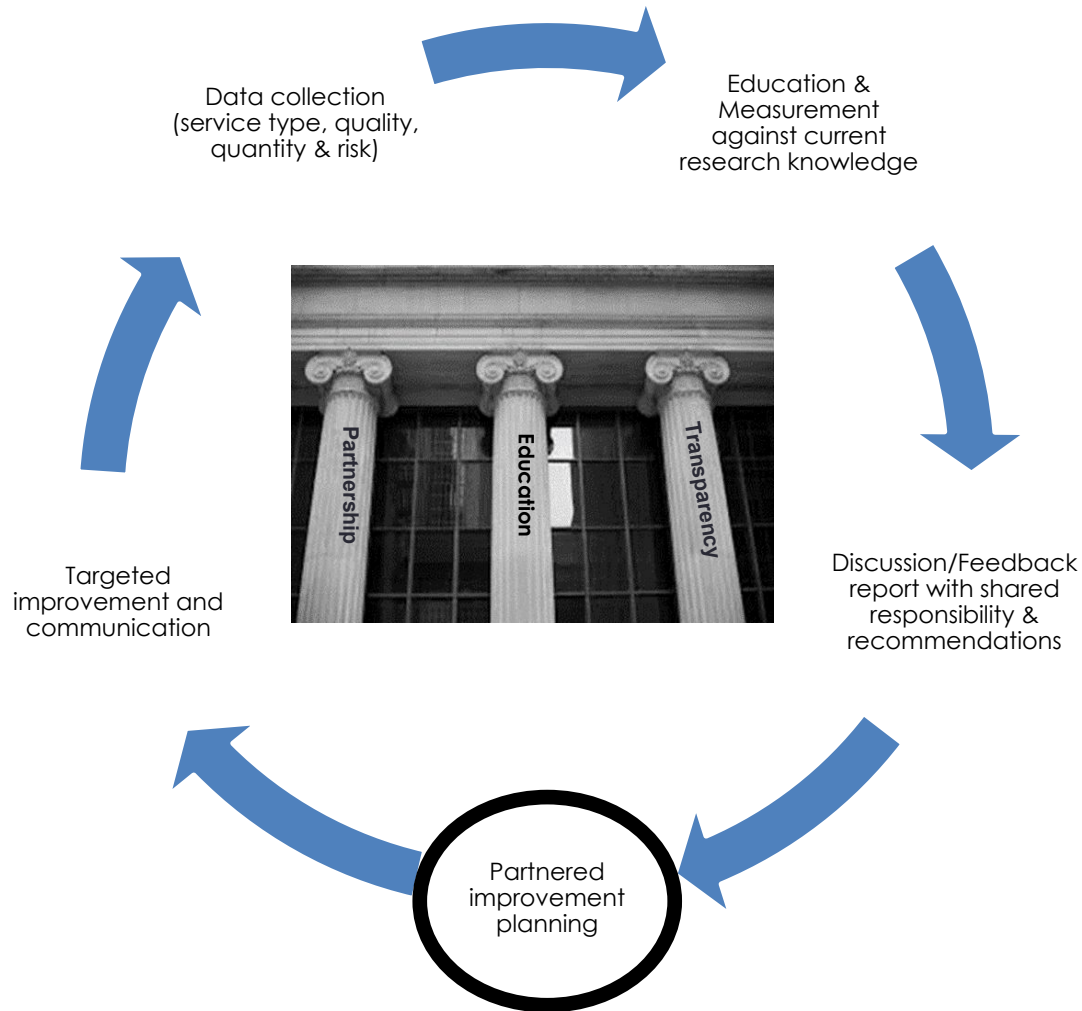 Data collection
(service type, quality,
quantity & risk)
Education &
Measurement
against current
research knowledge
Partnership
Education
Transparency
Discussion/Feedback
report with shared
responsibility &
recommendations
Partnered
improvement
planning
Targeted
improvement and
communication